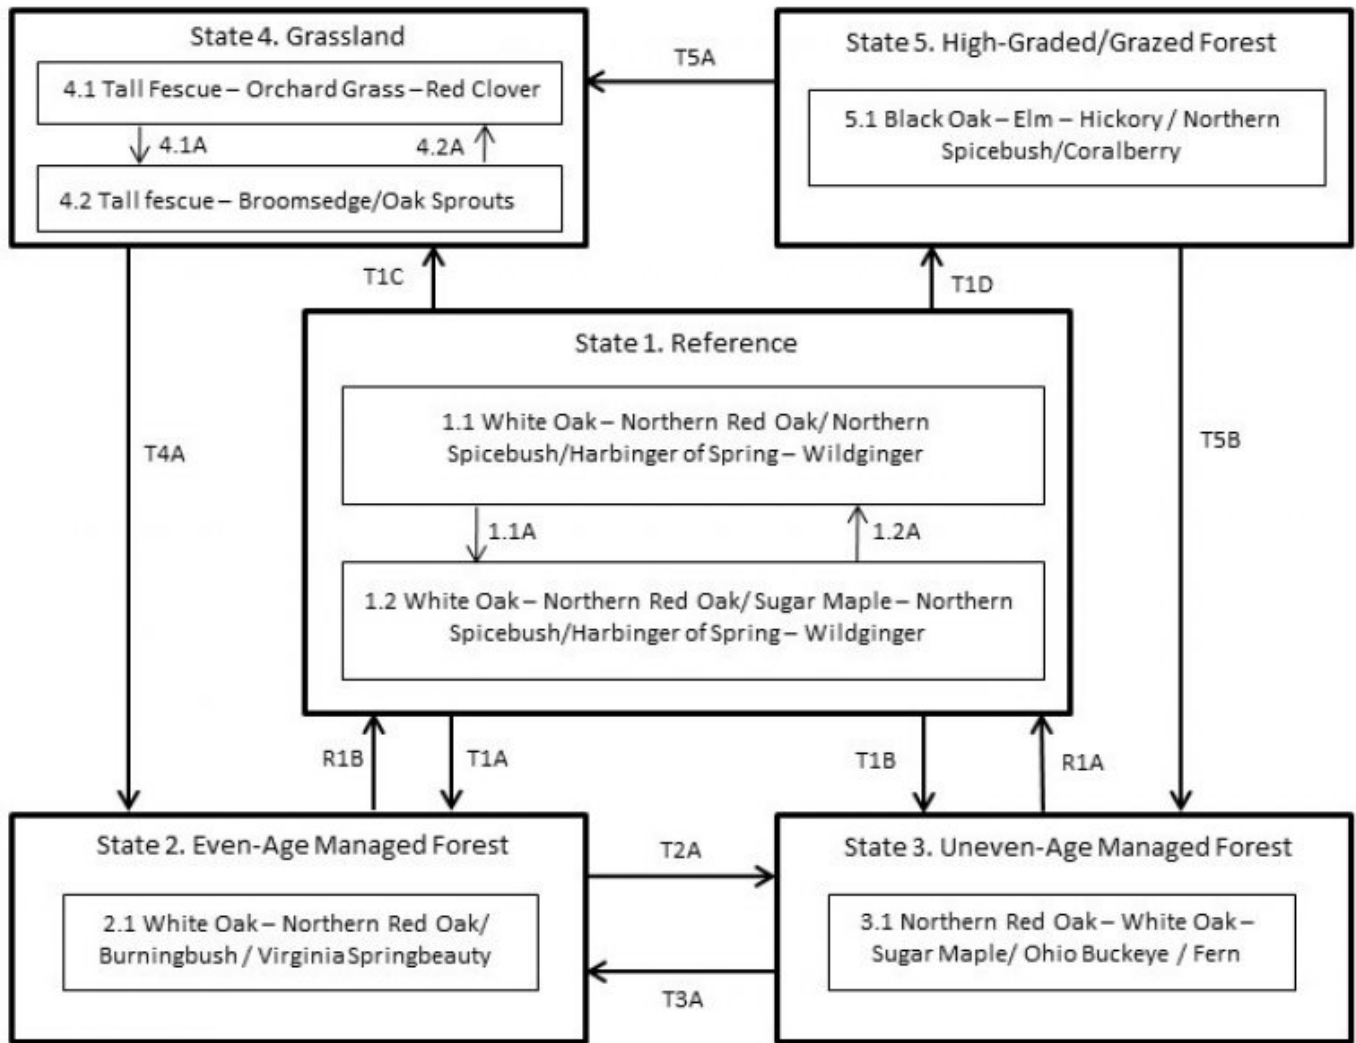 State 4. Grassland
4.1 Tall Fescue – Orchard Grass – Red Clover
4.1A
4.2A
4.2 Tall fescue – Broomsedge/Oak Sprouts
T5A
State 5. High-Graded/Grazed Forest
5.1 Black Oak – Elm – Hickory / Northern
Spicebush/Coralberry
T1C
T1D
State 1. Reference
1.1 White Oak – Northern Red Oak/ Northern
Spicebush/Harbinger of Spring – Wildginger
1.1A
1.2A
1.2 White Oak – Northern Red Oak/ Sugar Maple – Northern
Spicebush/Harbinger of Spring – Wildginger
T4A
T5B
R1B
T1A
T1B
R1A
State 2. Even-Age Managed Forest
2.1 White Oak – Northern Red Oak/
Burningbush / Virginia Springbeauty
T2A
T3A
State 3. Uneven-Age Managed Forest
3.1 Northern Red Oak – White Oak –
Sugar Maple/ Ohio Buckeye / Fern